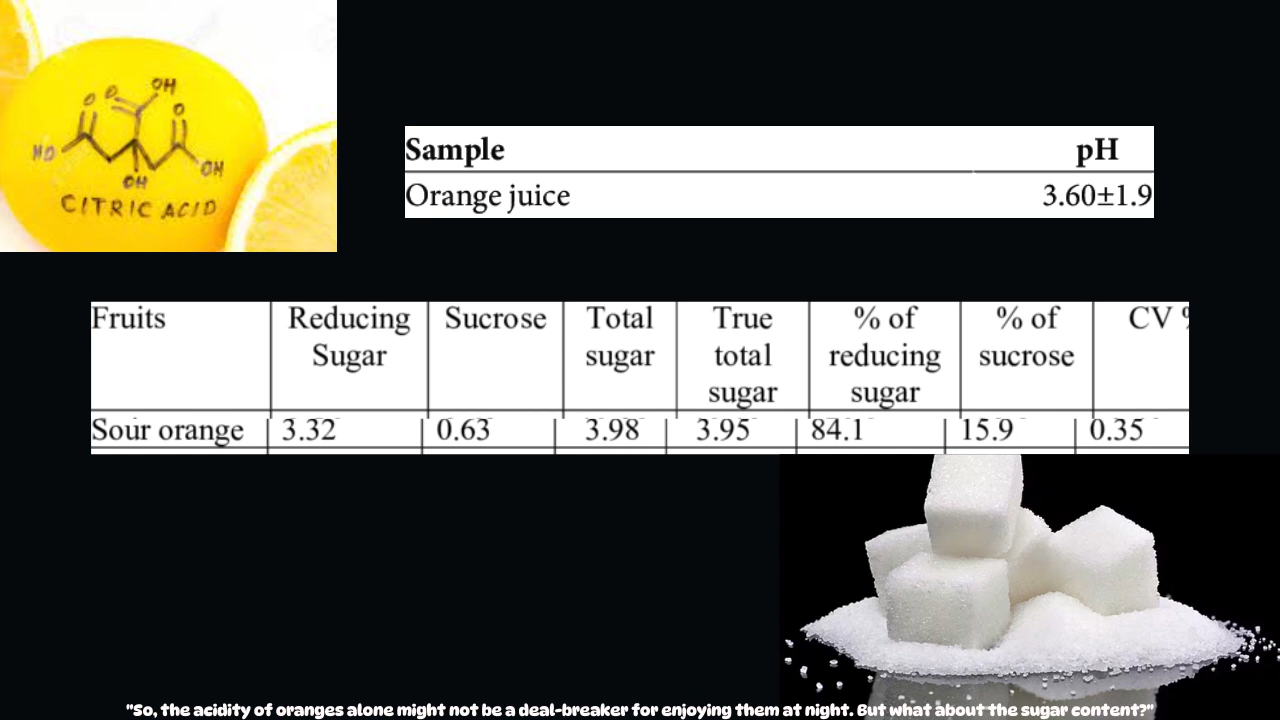 O O OH
O
HO OH
OH
CITRIC ACID
Sample pH
Orange juice 3.60±1.9
Fruits Reducing Sugar Sucrose Total sugar True total sugar % of reducing sugar % of sucrose CV %
Sour orange 3.32 0.63 3.98 3.95 84.1 15.9 0.35
"So, the acidity of oranges alone might not be a deal-breaker for enjoying them at night. But what about the sugar content?"